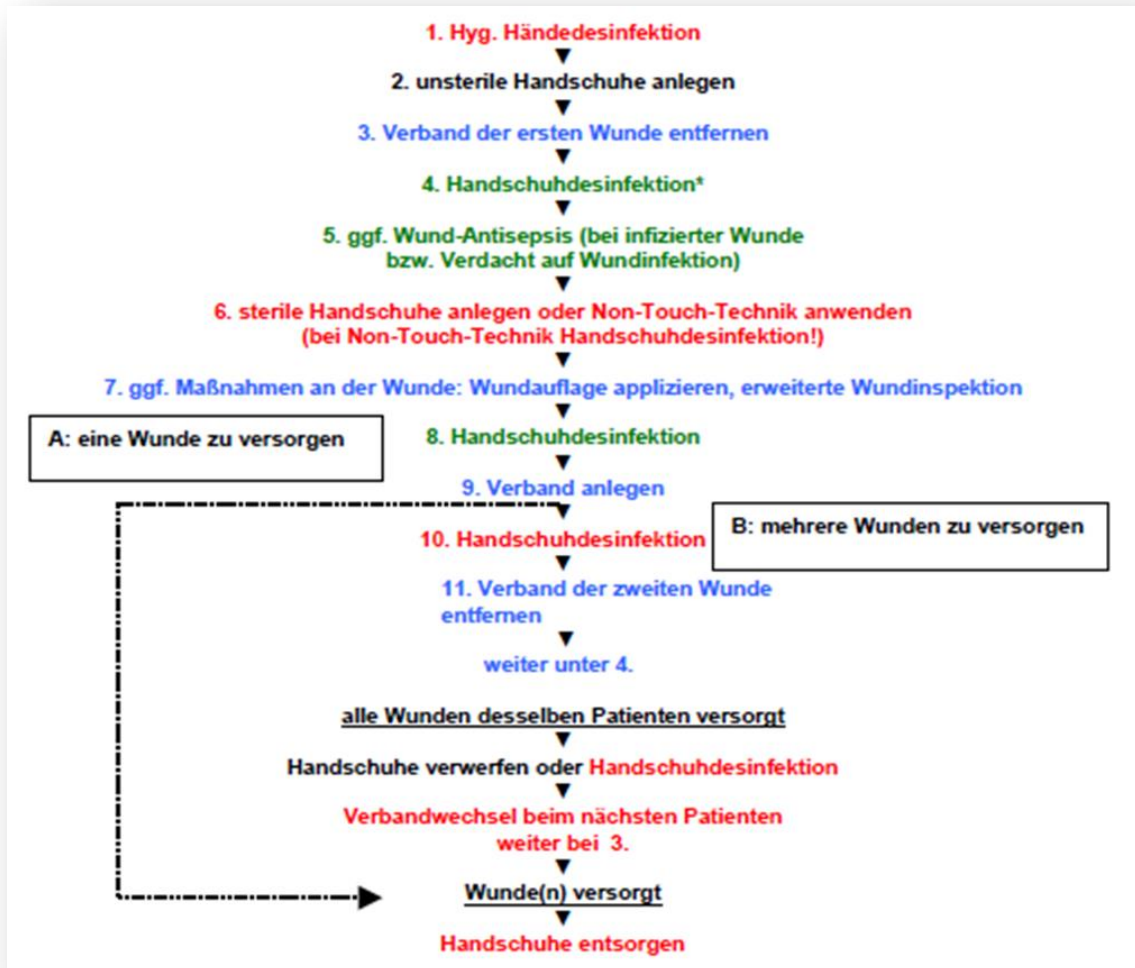 1. Hyg. Händedesinfektion
2. unsterile Handschuhe anlegen
3. Verband der ersten Wunde entfernen
4. Handschuhdesinfektion*
5. ggf. Wund-Antisepsis (bei infizierter Wunde
bzw. Verdacht auf Wundinfektion)
6. sterile Handschuhe anlegen oder Non-Touch-Technik anwenden
(bei Non-Touch-Technik Handschuhdesinfektion!)
7. ggf. Maßnahmen an der Wunde: Wundauflage applizieren, erweiterte Wundinspektion
A: eine Wunde zu versorgen
8. Handschuhdesinfektion
9. Verband anlegen
B: mehrere Wunden zu versorgen
10. Handschuhdesinfektion
11. Verband der zweiten Wunde
entfernen
weiter unter 4.
alle Wunden desselben Patienten versorgt
Handschuhe verwerfen oder Handschuhdesinfektion
Verbandwechsel beim nächsten Patienten
weiter bei 3.
Wunde(n) versorgt
Handschuhe entsorgen